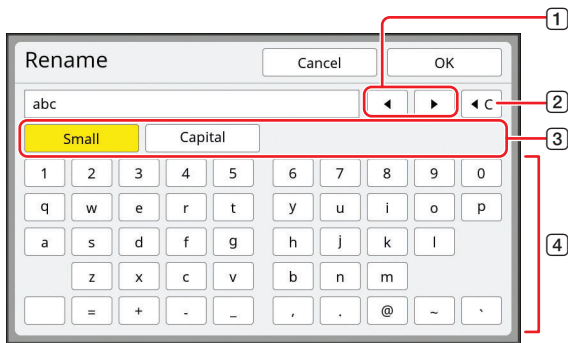 1
Rename Cancel OK
abc ◀ ▶ ◀ C 2
Small Capital 3
1 2 3 4 5 6 7 8 9 0
q w e r t y u i o p
a s d f g h j k l 4
z x c v b n m
= + - _ , . @ ~ `